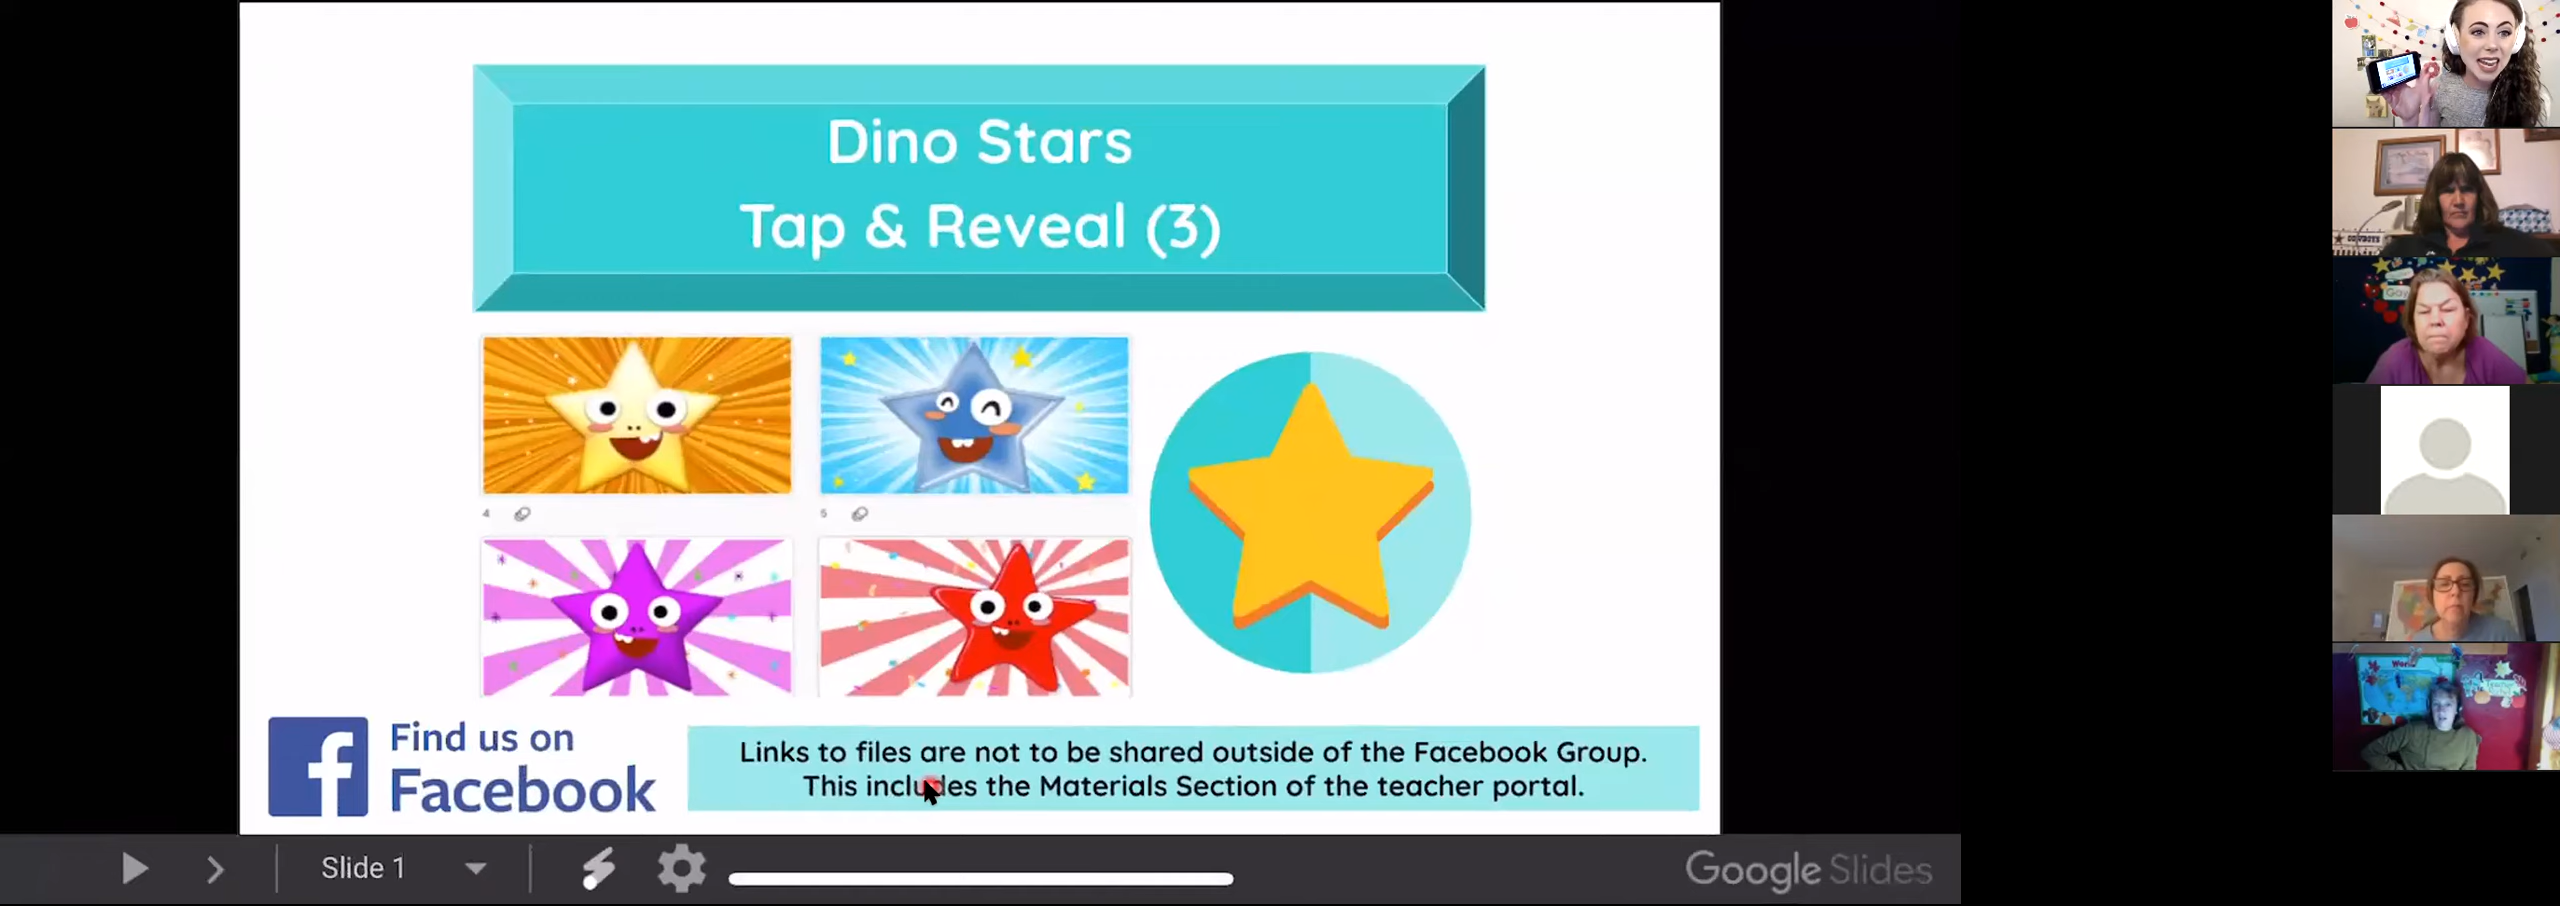 Dino Stars
Tap & Reveal (3)
4
5
Find us on
Facebook
Links to files are not to be shared outside of the Facebook Group.
This includes the Materials Section of the teacher portal.
Slide 1
Google Slides
COWBOYS